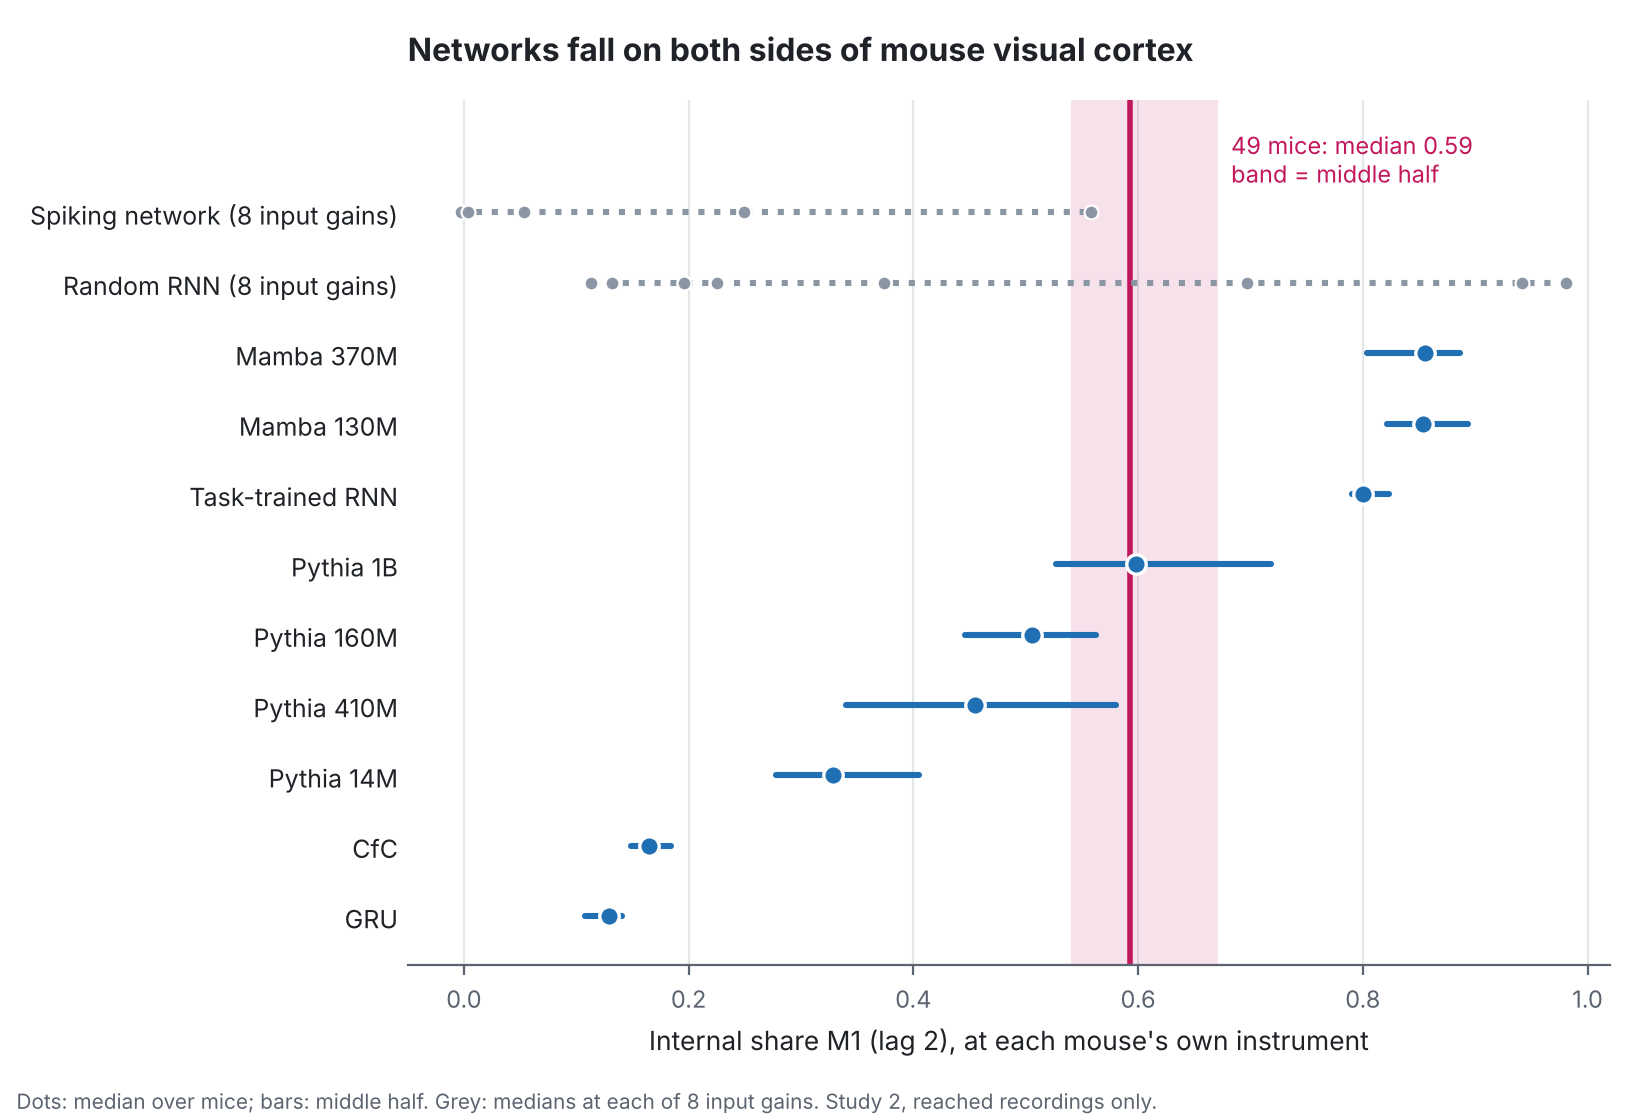 Networks fall on both sides of mouse visual cortex
49 mice: median 0.59
band = middle half
Spiking network (8 input gains)
Random RNN (8 input gains)
Mamba 370M
Mamba 130M
Task-trained RNN
Pythia 1B
Pythia 160M
Pythia 410M
Pythia 14M
CfC
GRU
0.0 0.2 0.4 0.6 0.8 1.0
Internal share M1 (lag 2), at each mouse's own instrument
Dots: median over mice; bars: middle half. Grey: medians at each of 8 input gains. Study 2, reached recordings only.